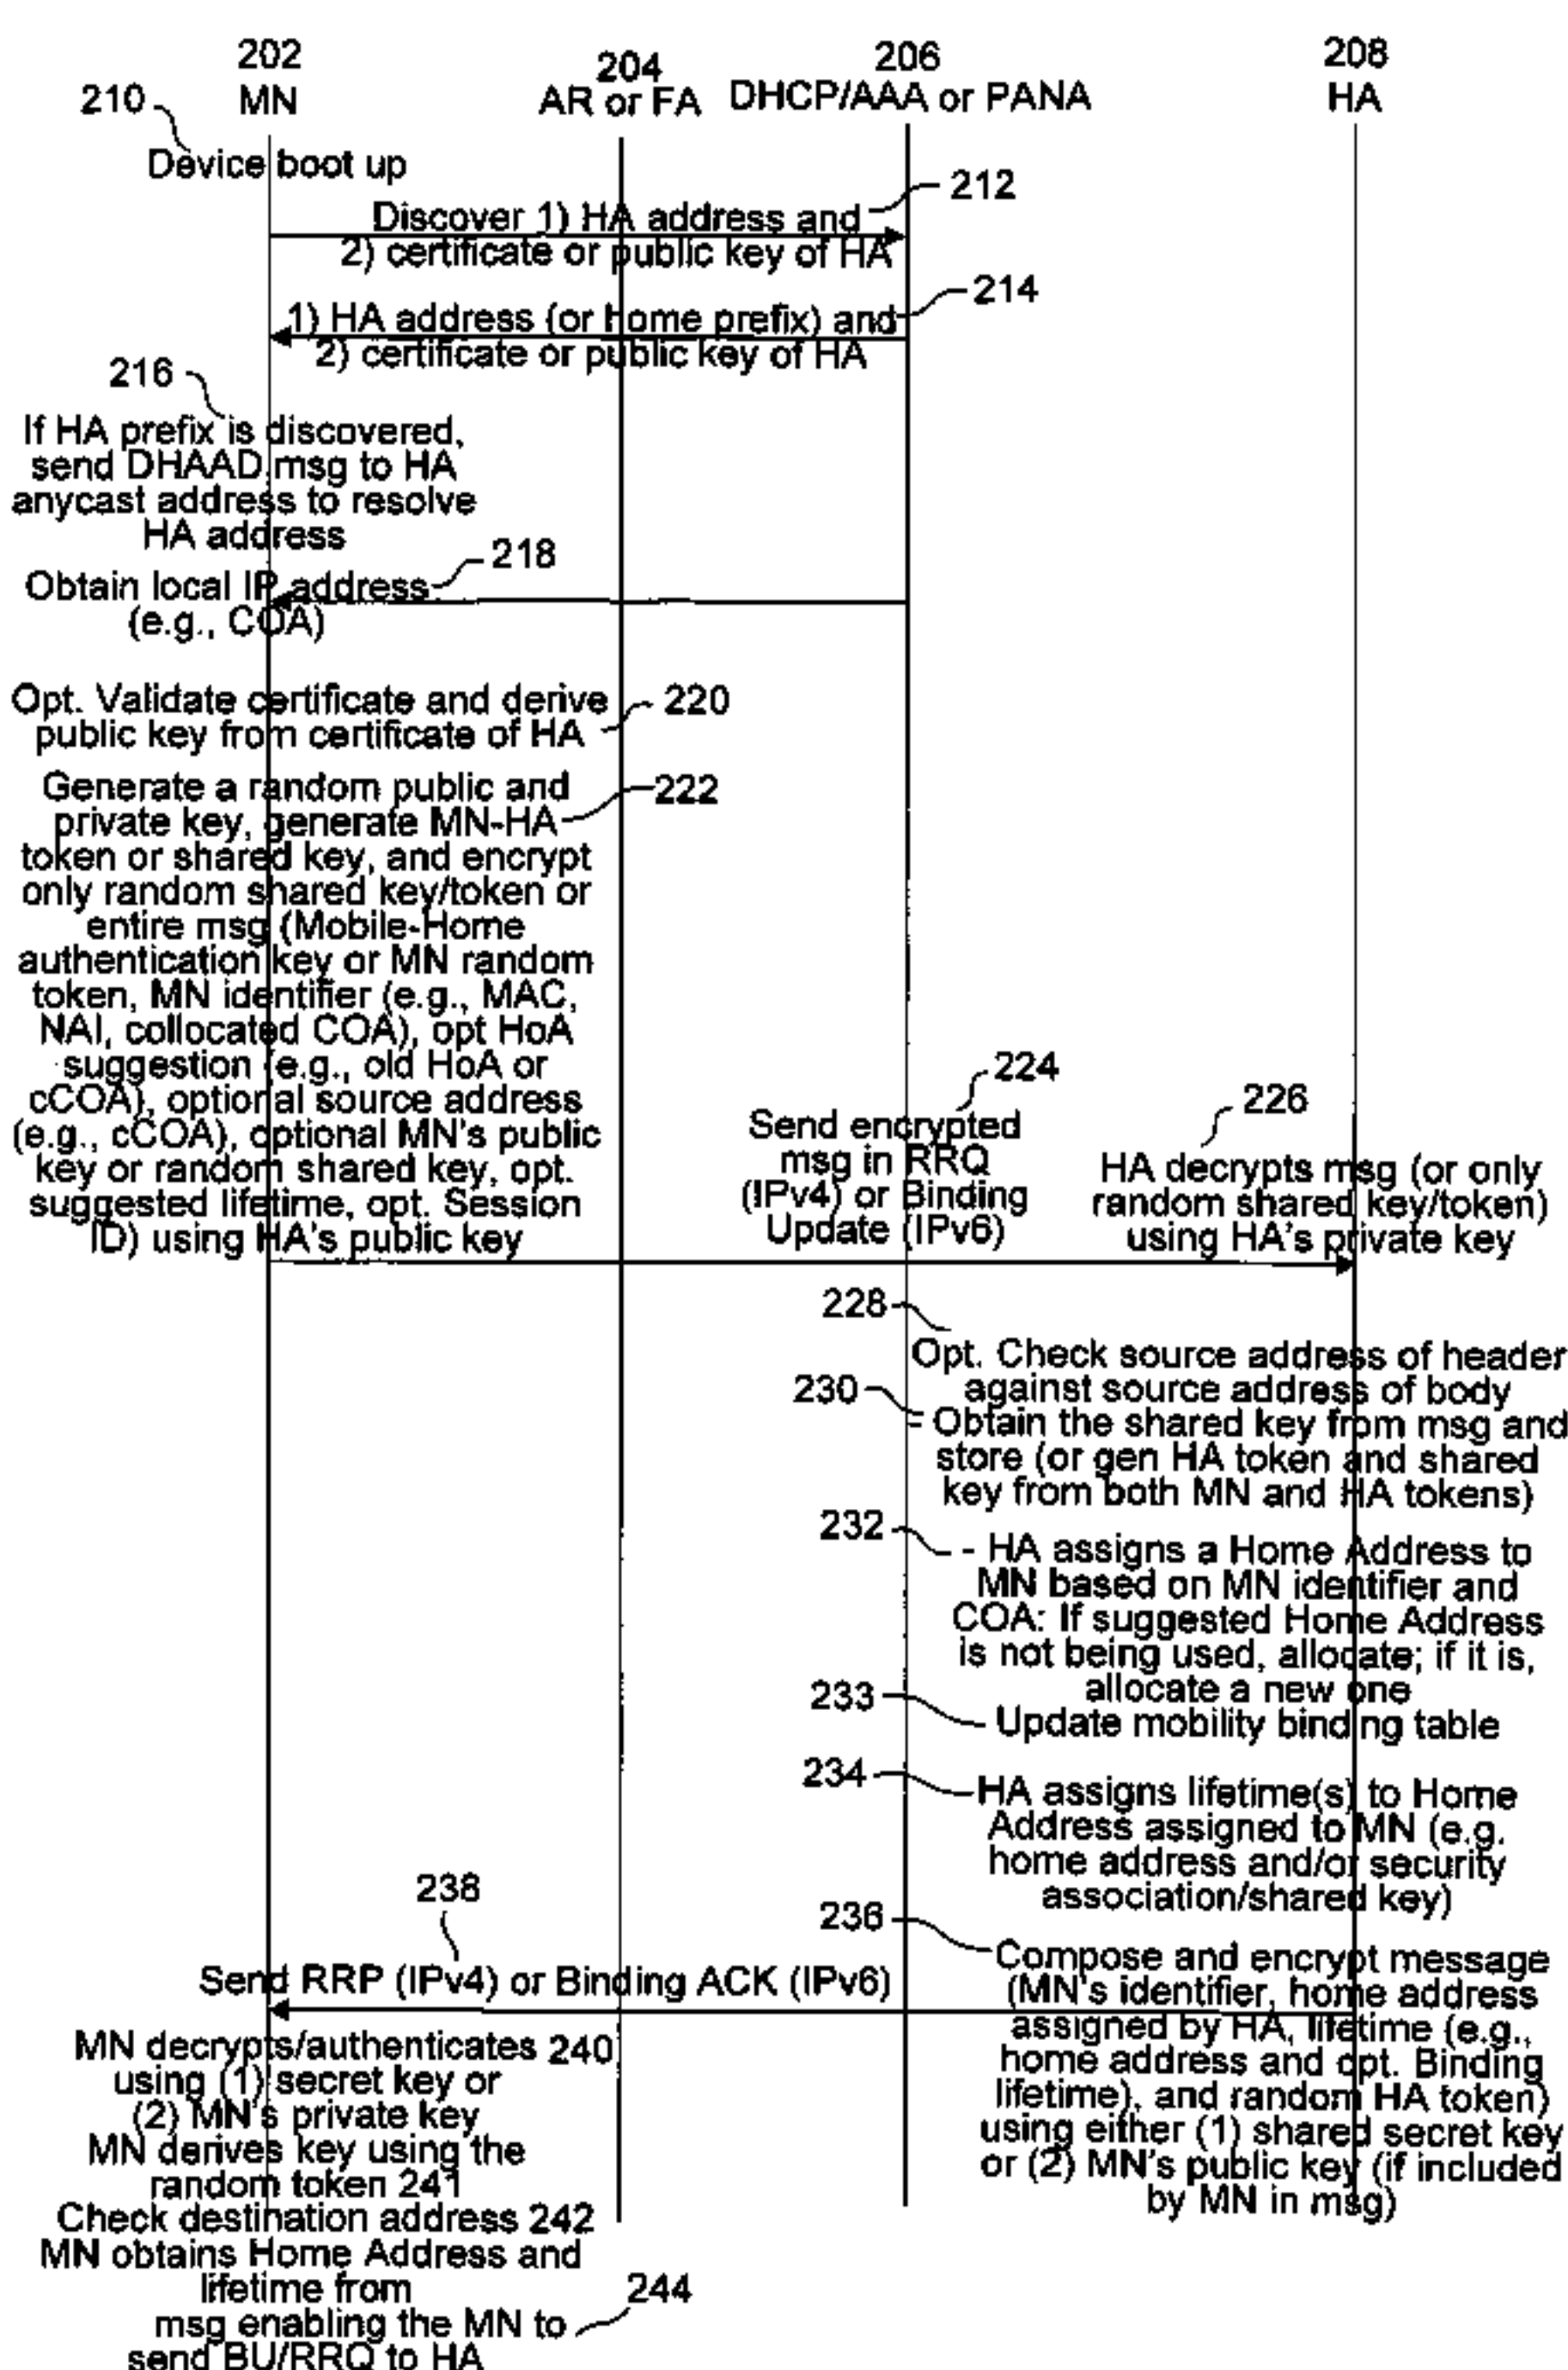 202
MN
204
AR or FA
206
DHCP/AAA or PANA
208
HA
210
Device boot up
212
Discover 1) HA address and
2) certificate or public key of HA
214
1) HA address (or home prefix) and
2) certificate or public key of HA
216
If HA prefix is discovered,
send DHAAD msg to HA
anycast address to resolve
HA address
218
Obtain local IP address
(e.g., COA)
Opt. Validate certificate and derive
public key from certificate of HA
220
Generate a random public and
private key, generate MN-HA
token or shared key, and encrypt
only random shared key/token or
entire msg (Mobile-Home
authentication key or MN random
token, MN identifier (e.g., MAC,
NAI, collocated COA), opt HoA
suggestion (e.g., old HoA or
cCOA), optional source address
(e.g., cCOA), optional MN's public
key or random shared key, opt.
suggested lifetime, opt. Session
ID) using HA's public key
222
224
Send encrypted
msg in RRQ
(IPv4) or Binding
Update (IPv6)
226
HA decrypts msg (or only
random shared key/token)
using HA's private key
228
Opt. Check source address of header
against source address of body
230
- Obtain the shared key from msg and
store (or gen HA token and shared
key from both MN and HA tokens)
232
- HA assigns a Home Address to
MN based on MN identifier and
COA: If suggested Home Address
is not being used, allocate; if it is,
allocate a new one
233
- Update mobility binding table
234
HA assigns lifetime(s) to Home
Address assigned to MN (e.g.
home address and/or security
association/shared key)
236
Compose and encrypt message
(MN's identifier, home address
assigned by HA, lifetime (e.g.,
home address and opt. Binding
lifetime), and random HA token)
using either (1) shared secret key
or (2) MN's public key (if included
by MN in msg)
238
Send RRP (IPv4) or Binding ACK (IPv6)
MN decrypts/authenticates 240
using (1) secret key or
(2) MN's private key
MN derives key using the
random token 241
Check destination address 242
MN obtains Home Address and
lifetime from
msg enabling the MN to
send BU/RRQ to HA
244